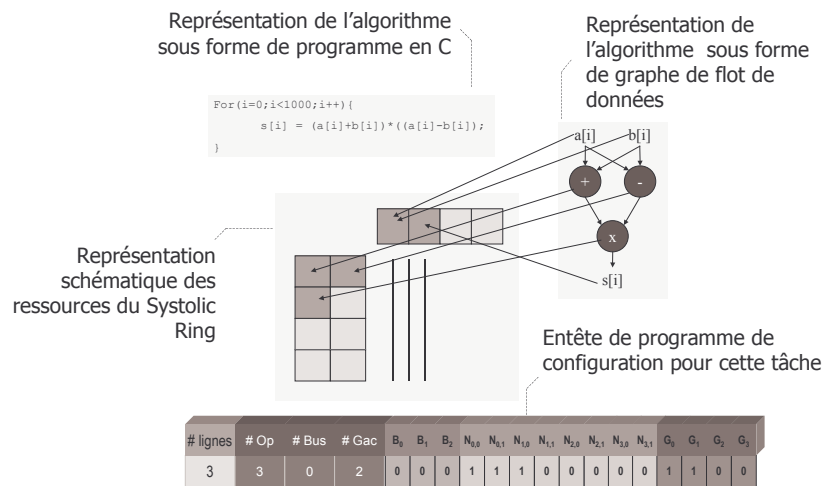 Représentation de l'algorithme
sous forme de programme en C
Représentation de
l'algorithme sous forme
de graphe de flot de
données
For(i=0;i<1000;i++){
s[i] = (a[i]+b[i])*((a[i]-b[i]);
}
a[i] b[i]
+ -
x
s[i]
Représentation
schématique des
ressources du Systolic
Ring
Entête de programme de
configuration pour cette tâche
# lignes # Op # Bus # Gac B0 B1 B2 N0,0 N0,1 N1,0 N1,1 N2,0 N2,1 N3,0 N3,1 G0 G1 G2 G3
3 3 0 2 0 0 0 1 1 1 0 0 0 0 0 1 1 0 0